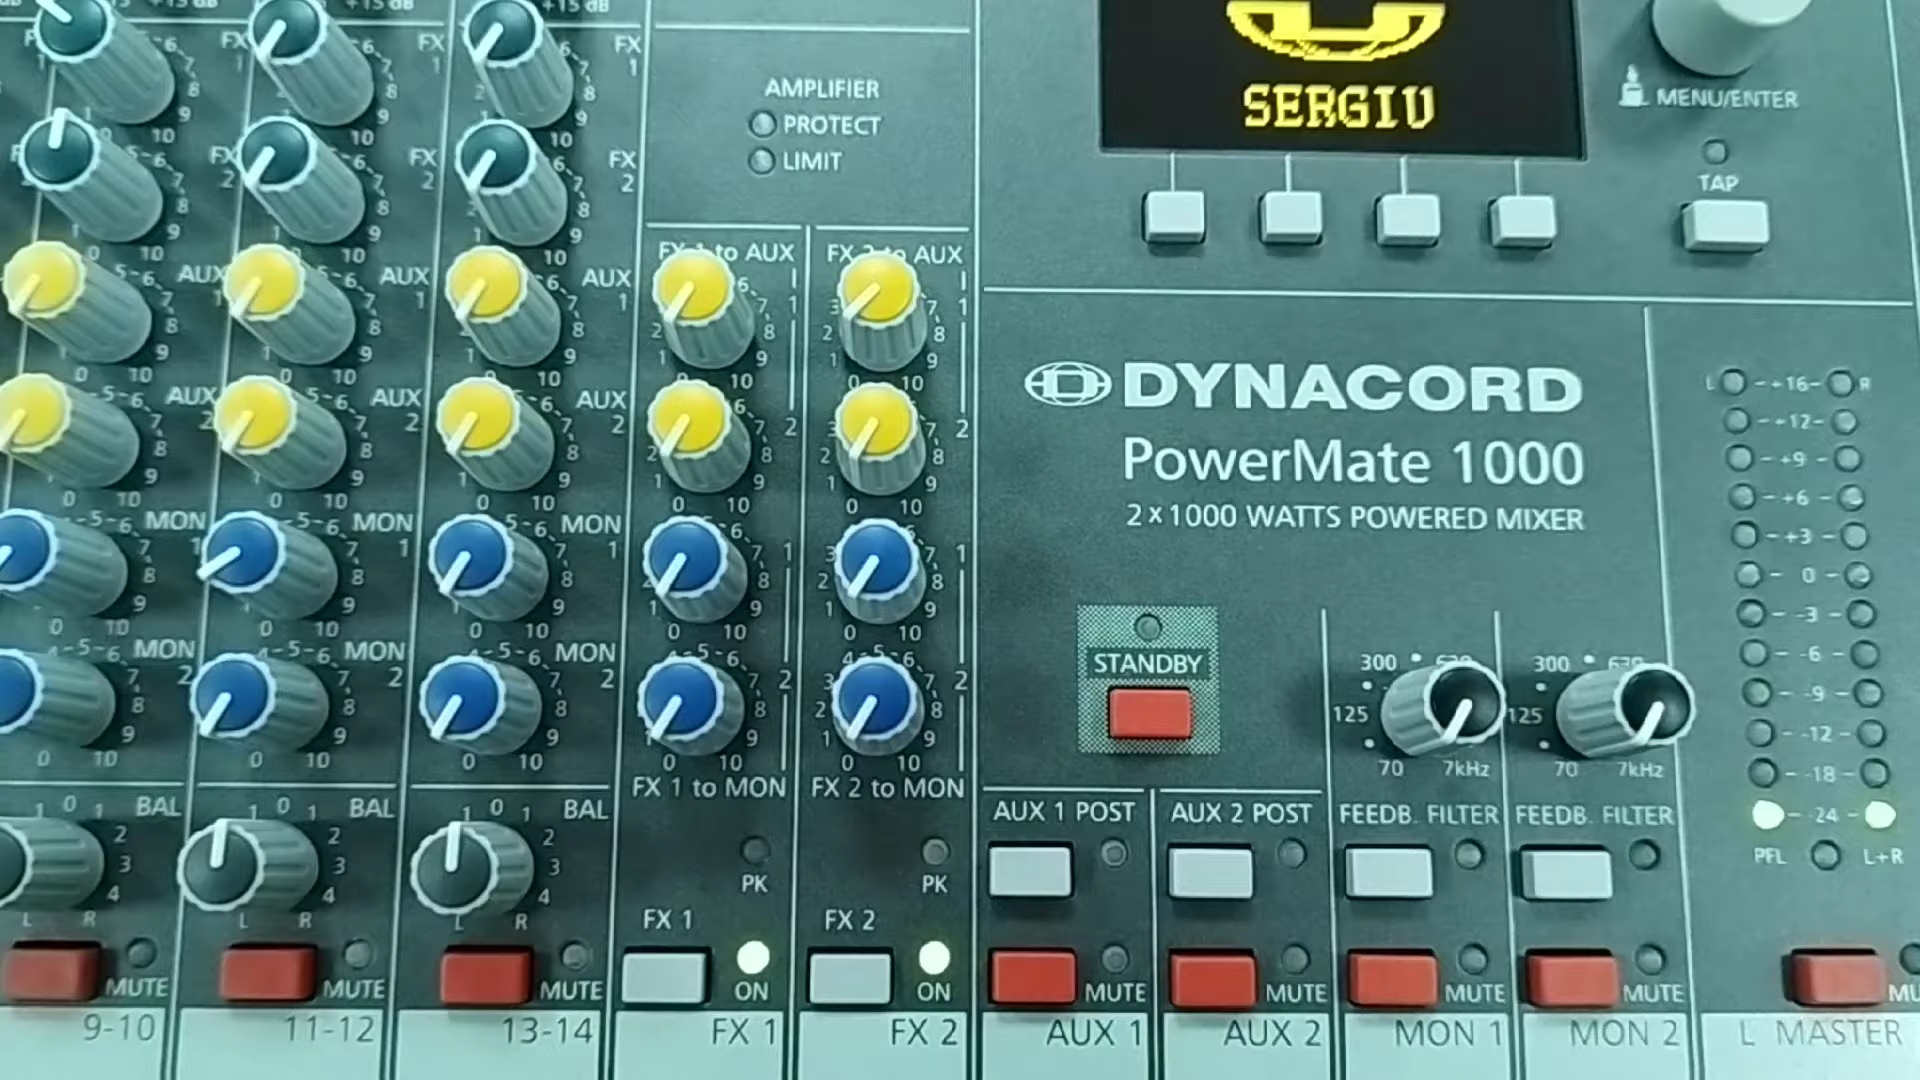 +15 dB
+15 dB
FX 1
FX 1
FX 2
FX 2
AUX 1
AUX 1
AUX 1
AUX 2
AUX 2
AUX 2
MON 1
MON 1
MON 1
MON 2
MON 2
MON 2
BAL
BAL
BAL
L R
L R
L R
MUTE
MUTE
MUTE
9-10
11-12
13-14
AMPLIFIER
PROTECT
LIMIT
FX 1 to AUX
FX 2 to AUX
FX 1 to MON
FX 2 to MON
PK
PK
FX 1
FX 2
ON
ON
FX 1
FX 2
SERGIU
MENU/ENTER
TAP
DYNACORD
PowerMate 1000
2 x 1000 WATTS POWERED MIXER
STANDBY
300 630
125
70 7kHz
300 630
125
70 7kHz
AUX 1 POST
AUX 2 POST
FEEDB. FILTER
FEEDB. FILTER
MUTE
MUTE
MUTE
MUTE
AUX 1
AUX 2
MON 1
MON 2
L +16 R
+12
+9
+6
+3
0
-3
-6
-9
-12
-18
-24
PFL L+R
MU
L MASTER